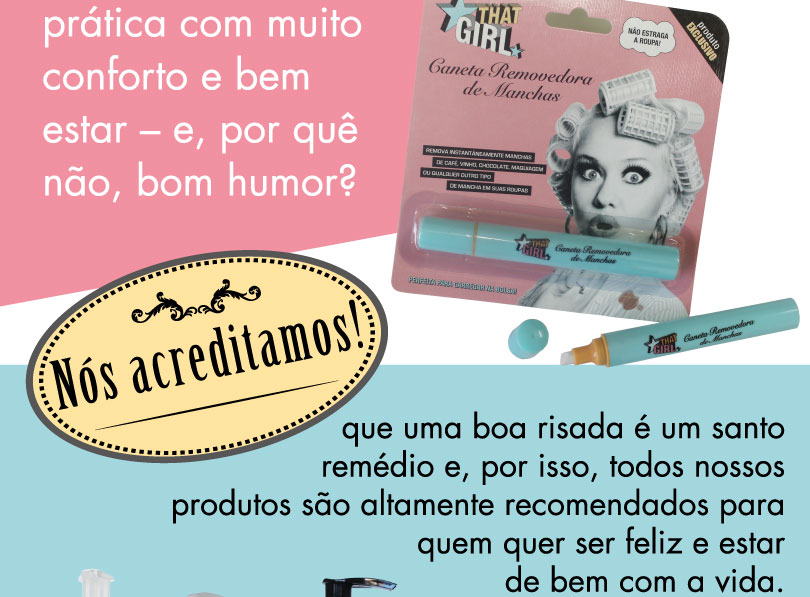 prática com muito
conforto e bem
estar – e, por quê
não, bom humor?
THAT
GIRL
NÃO ESTRAGA
A ROUPA!
produto
EXCLUSIVO
Caneta Removedora
de Manchas
REMOVA INSTANTÂNEAMENTE MANCHAS
DE CAFÉ, VINHO, CHOCOLATE, MAQUIAGEM
OU QUALQUER OUTRO TIPO
DE MANCHA EM SUAS ROUPAS
THAT
GIRL
Caneta Removedora
de Manchas
PERFEITA PARA CARREGAR NA BOLSA!
THAT
GIRL
Caneta Removedora
de Manchas
Nós acreditamos!
que uma boa risada é um santo
remédio e, por isso, todos nossos
produtos são altamente recomendados para
quem quer ser feliz e estar
de bem com a vida.